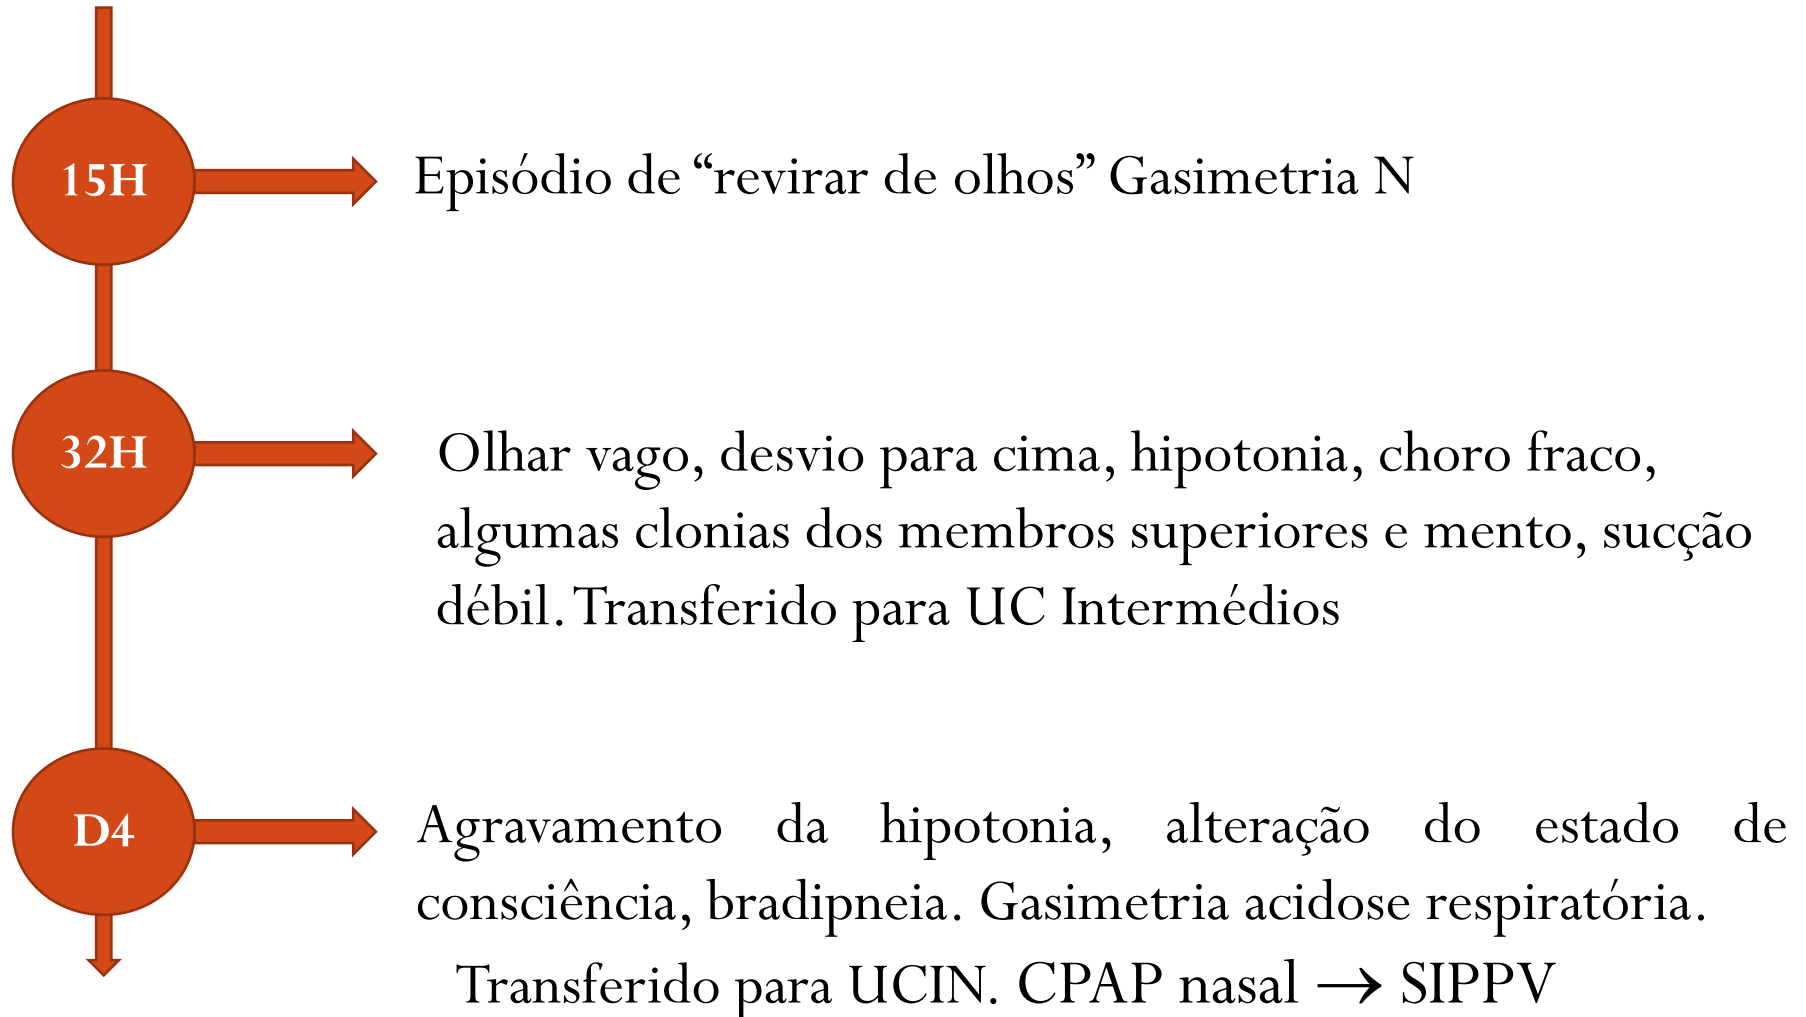 15H
Episódio de “revirar de olhos” Gasimetria N
32H
Olhar vago, desvio para cima, hipotonia, choro fraco,
algumas clonias dos membros superiores e mento, sucção
débil. Transferido para UC Intermédios
D4
Agravamento da hipotonia, alteração do estado de
consciência, bradipneia. Gasimetria acidose respiratória.
Transferido para UCIN. CPAP nasal → SIPPV